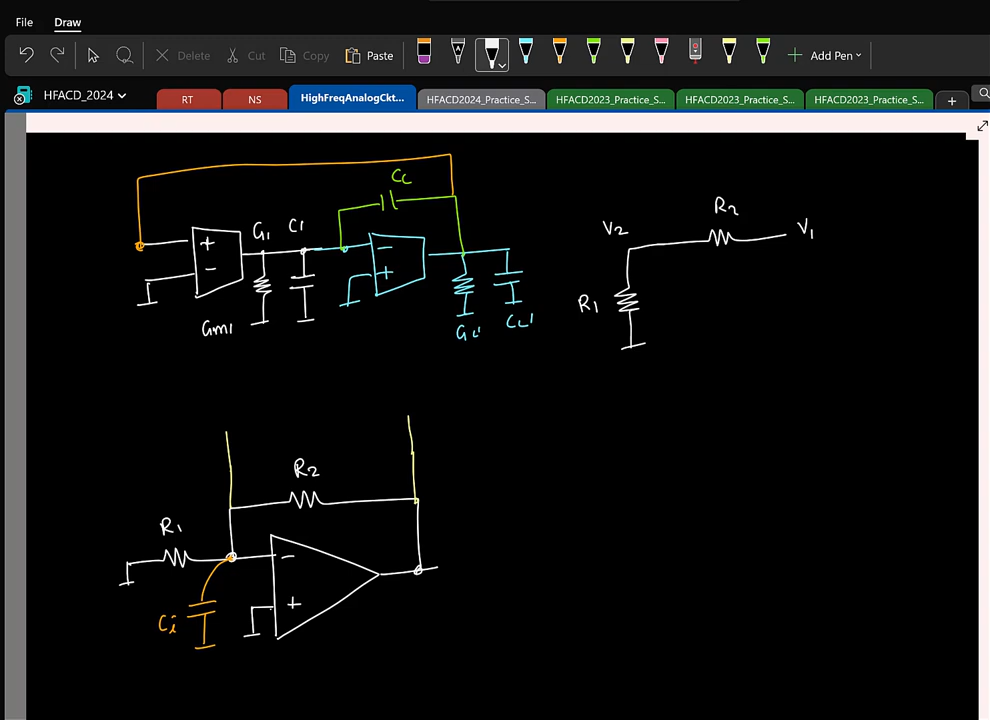 File Draw
Delete Cut Copy Paste Add Pen
HFACD_2024 RT NS HighFreqAnalogCkt... HFACD2024_Practice_S... HFACD2023_Practice_S... HFACD2023_Practice_S... HFACD2023_Practice_S...
Cc
R2
G1 C1 V2 V1
+ −
− +
R1
Gm1 GL' CL'
R2
R1
−
Ci +